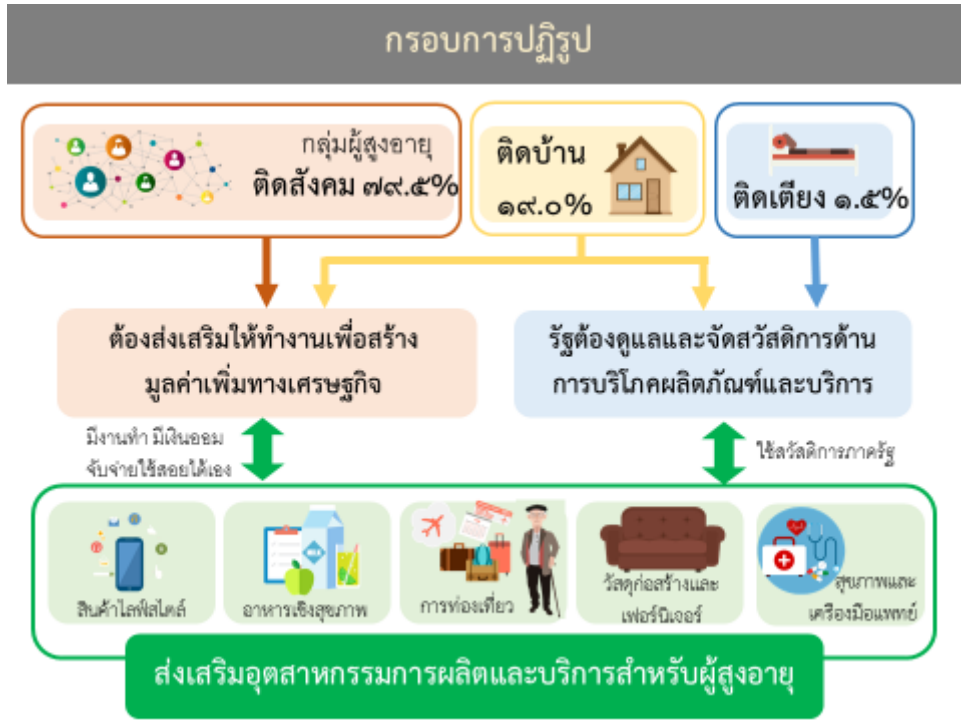 กรอบการปฏิรูป
กลุ่มผู้สูงอายุ
ติดสังคม ๗๙.๕%
ติดบ้าน
๑๙.๐%
ติดเตียง ๑.๕%
ต้องส่งเสริมให้ทำงานเพื่อสร้าง
มูลค่าเพิ่มทางเศรษฐกิจ
รัฐต้องดูแลและจัดสวัสดิการด้าน
การบริโภคผลิตภัณฑ์และบริการ
มีงานทำ มีเงินออม
จับจ่ายใช้สอยได้เอง
ใช้สวัสดิการภาครัฐ
สินค้าไลฟ์สไตล์
MILK
อาหารเชิงสุขภาพ
การท่องเที่ยว
วัสดุก่อสร้างและ
เฟอร์นิเจอร์
สุขภาพและ
เครื่องมือแพทย์
ส่งเสริมอุตสาหกรรมการผลิตและบริการสำหรับผู้สูงอายุ